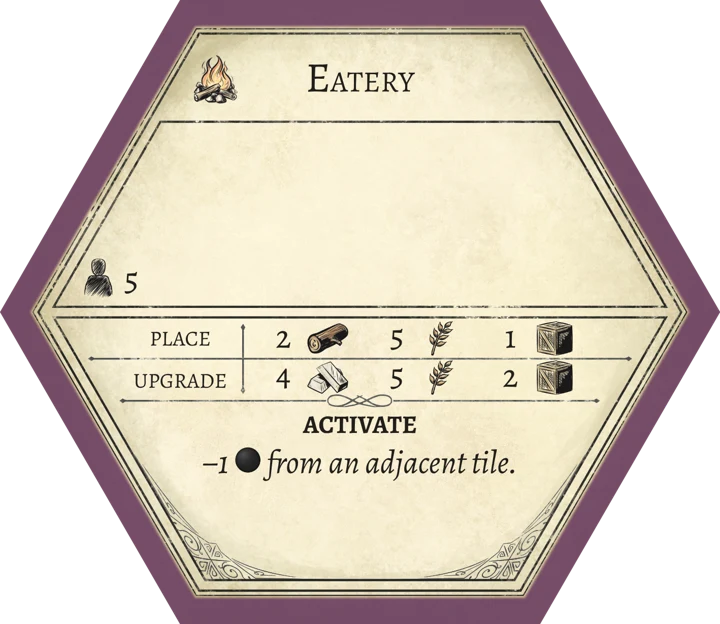 Eatery
5
PLACE 2 5 1
UPGRADE 4 5 2
ACTIVATE
–1 from an adjacent tile.